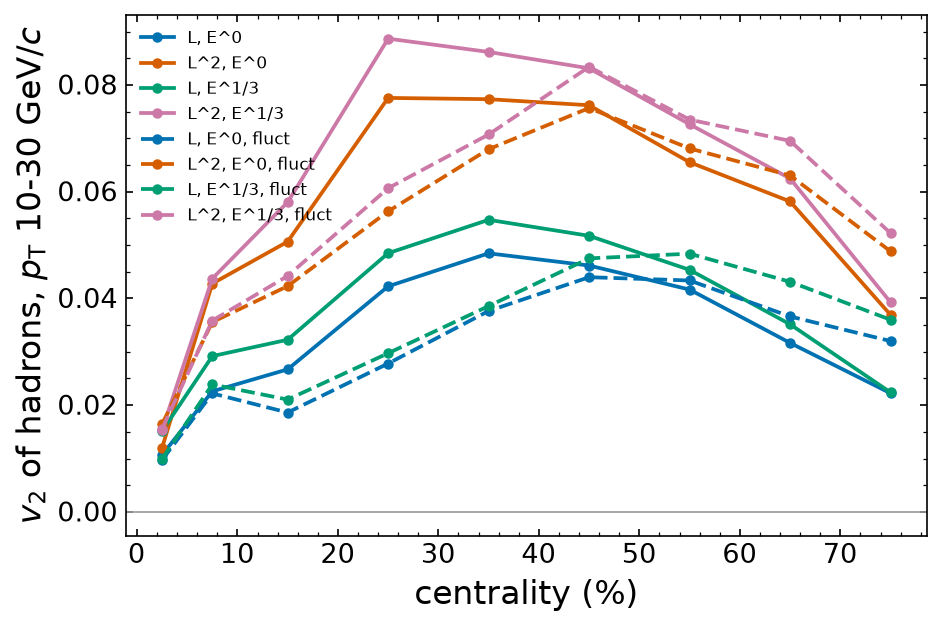 L, E^0
L^2, E^0
L, E^1/3
L^2, E^1/3
L, E^0, fluct
L^2, E^0, fluct
L, E^1/3, fluct
L^2, E^1/3, fluct
v2 of hadrons, pT 10-30 GeV/c
0.08
0.06
0.04
0.02
0.00
0 10 20 30 40 50 60 70
centrality (%)